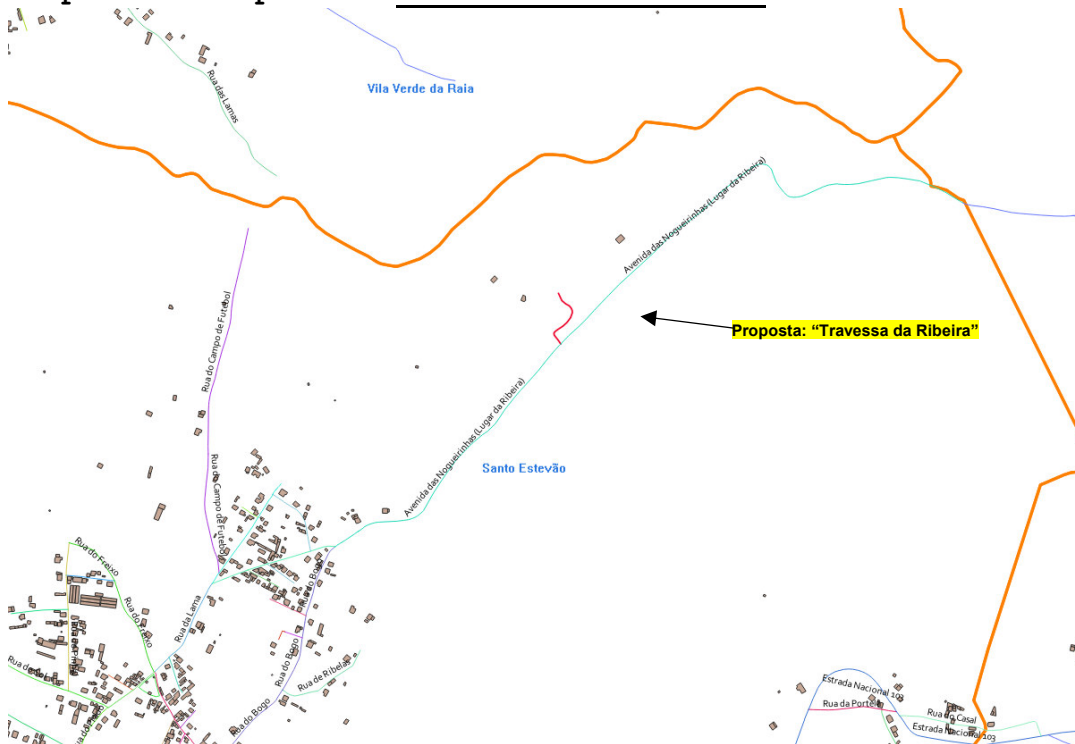 Rua das Lamas
Vila Verde da Raia
Avenida das Nogueirinhas (Lugar da Ribeira)
Rua do Campo de Futebol
Proposta: “Travessa da Ribeira”
Avenida das Nogueirinhas (Lugar da Ribeira)
Santo Estevão
Rua do Campo de Futebol
Rua do Freixo
Rua do Freixo
Rua da Lama
Rua do Bogo
Rua do Bogo
Rua de Ribelas
Rua do Bogo
Estrada Nacional 103
Rua da Portela
Rua do Casal
Estrada Nacional 103